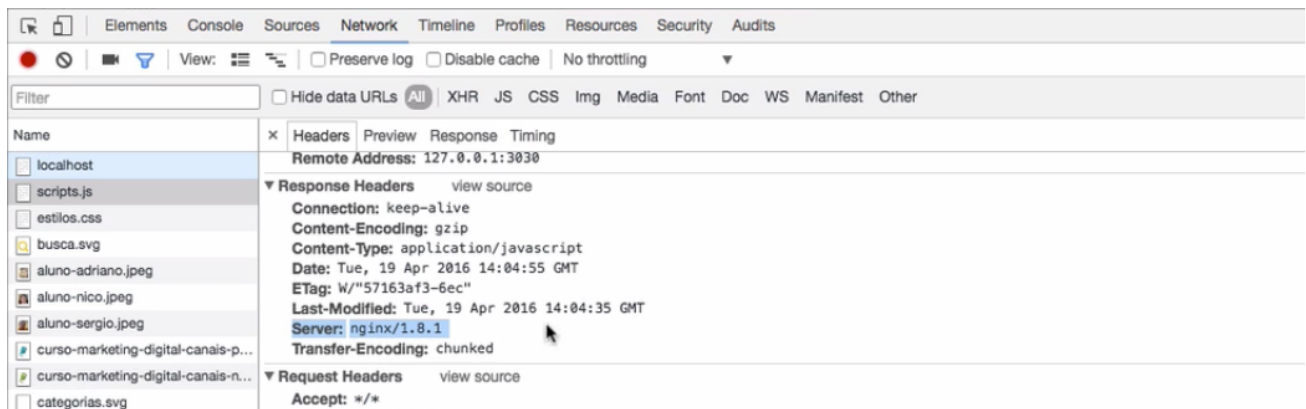 Elements Console Sources Network Timeline Profiles Resources Security Audits
View: Preserve log Disable cache No throttling
Filter Hide data URLs All XHR JS CSS Img Media Font Doc WS Manifest Other
Name
localhost
scripts.js
estilos.css
busca.svg
aluno-adriano.jpeg
aluno-nico.jpeg
aluno-sergio.jpeg
curso-marketing-digital-canais-p...
curso-marketing-digital-canais-n...
categorias.svg
× Headers Preview Response Timing
Remote Address: 127.0.0.1:3030
Response Headers view source
Connection: keep-alive
Content-Encoding: gzip
Content-Type: application/javascript
Date: Tue, 19 Apr 2016 14:04:55 GMT
ETag: W/"57163af3-6ec"
Last-Modified: Tue, 19 Apr 2016 14:04:35 GMT
Server: nginx/1.8.1
Transfer-Encoding: chunked
Request Headers view source
Accept: */*